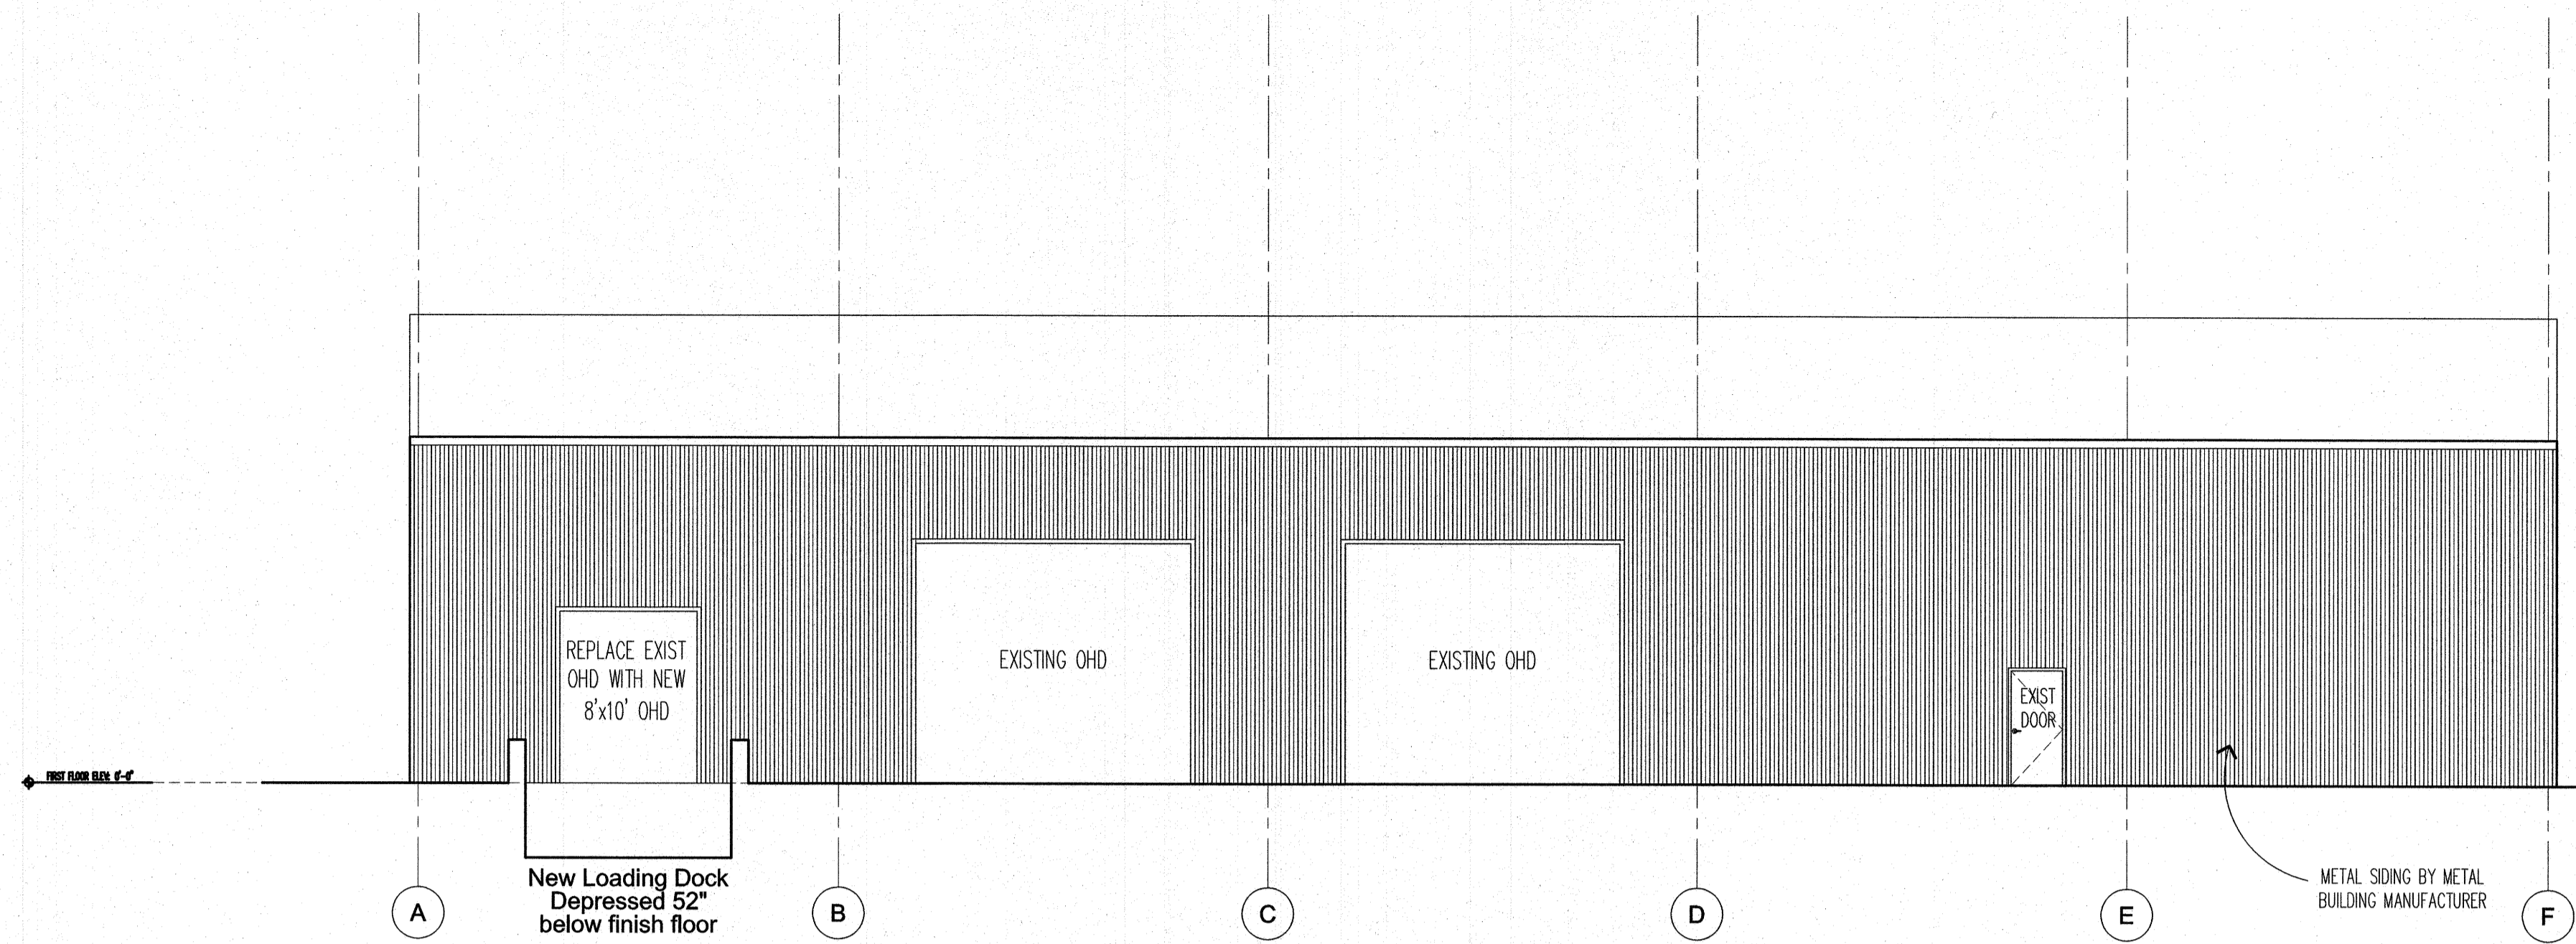 REPLACE EXIST
OHD WITH NEW
8'x10' OHD
EXISTING OHD
EXISTING OHD
EXIST
DOOR
FIRST FLOOR ELEV: 0'-0"
New Loading Dock
Depressed 52"
below finish floor
METAL SIDING BY METAL
BUILDING MANUFACTURER
A
B
C
D
E
F